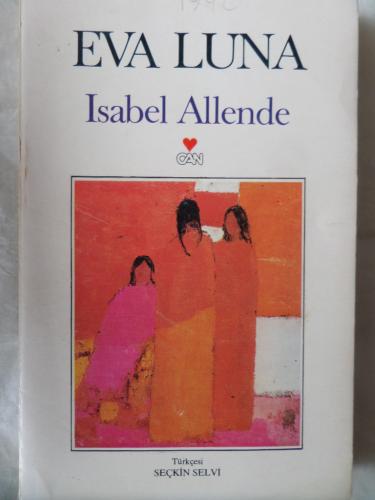 EVA LUNA
Isabel Allende
CAN
Türkçesi
SEÇKİN SELVI